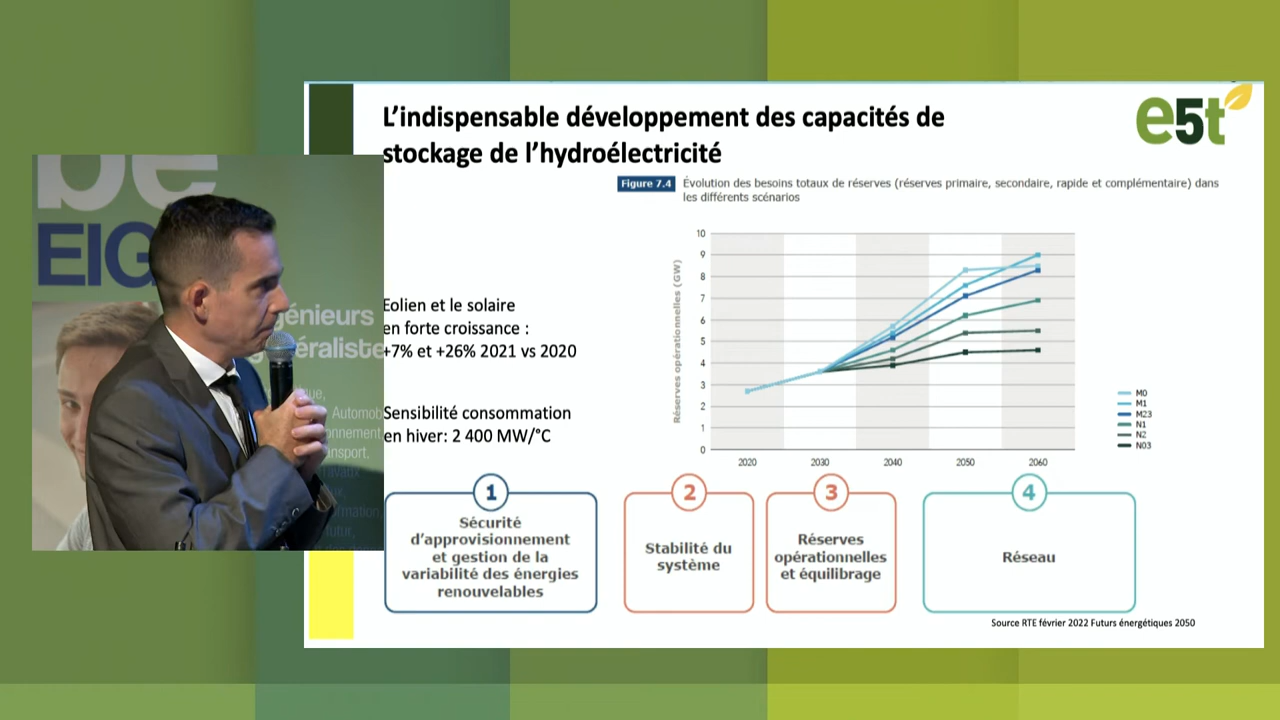 L'indispensable développement des capacités de
stockage de l'hydroélectricité
e5t
Figure 7.4 Évolution des besoins totaux de réserves (réserves primaire, secondaire, rapide et complémentaire) dans
les différents scénarios
be
EIG
génieurs
généraliste
Automob
onnement
ansport.
Eolien et le solaire
en forte croissance :
+7% et +26% 2021 vs 2020
Sensibilité consommation
en hiver: 2 400 MW/°C
Réserves opérationnelles (GW)
10
9
8
7
6
5
4
3
2
1
0
2020 2030 2040 2050 2060
M0
M1
M23
N1
N2
N03
1
Sécurité
d'approvisionnement
et gestion de la
variabilité des énergies
renouvelables
2
Stabilité du
système
3
Réserves
opérationnelles
et équilibrage
4
Réseau
Source RTE février 2022 Futurs énergétiques 2050